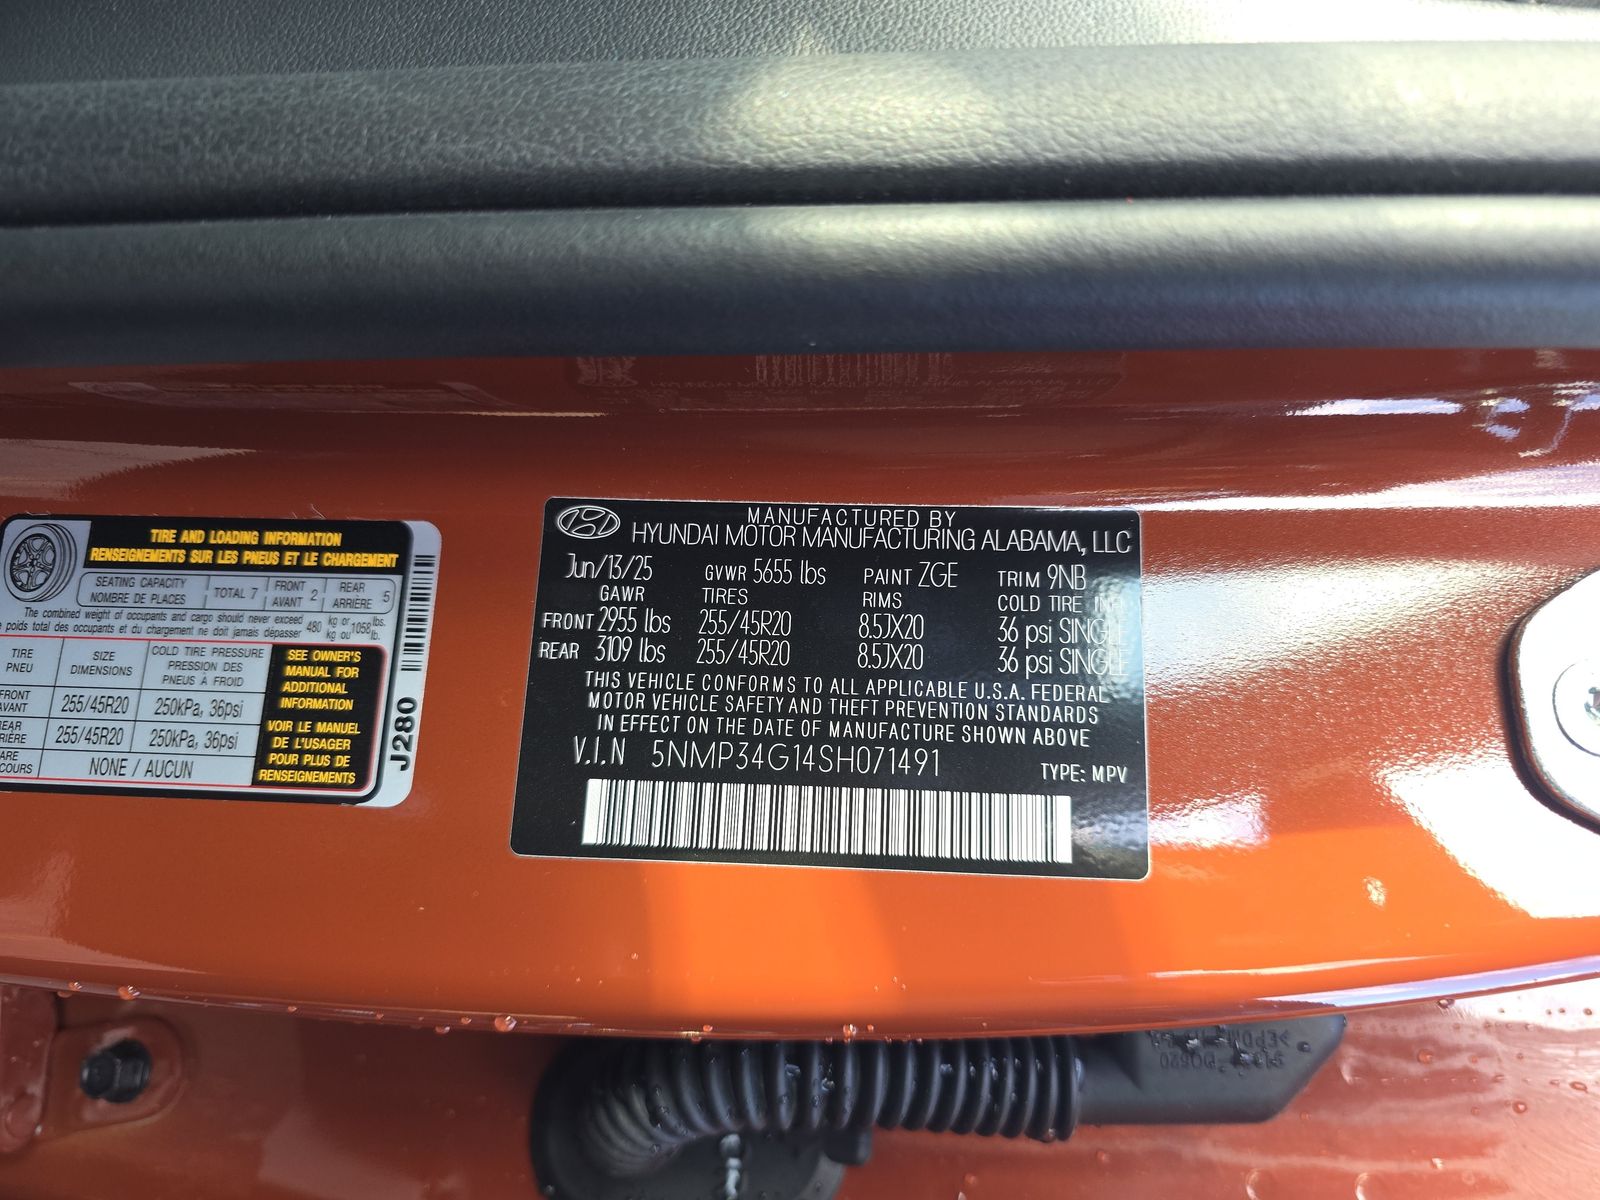 TIRE AND LOADING INFORMATION
RENSEIGNEMENTS SUR LES PNEUS ET LE CHARGEMENT
SEATING CAPACITY
NOMBRE DE PLACES
TOTAL 7
FRONT
AVANT 2
REAR
ARRIÈRE 5
The combined weight of occupants and cargo should never exceed 480 kg or 1058 lbs.
poids total des occupants et du chargement ne doit jamais dépasser kg ou lb.
TIRE
PNEU
SIZE
DIMENSIONS
COLD TIRE PRESSURE
PRESSION DES
PNEUS À FROID
FRONT
AVANT
255/45R20
250kPa, 36psi
255/45R20
250kPa, 36psi
NONE / AUCUN
SEE OWNER'S
MANUAL FOR
ADDITIONAL
INFORMATION
VOIR LE MANUEL
DE L'USAGER
POUR PLUS DE
RENSEIGNEMENTS
J280
MANUFACTURED BY
HYUNDAI MOTOR MANUFACTURING ALABAMA, LLC
Jun/13/25 GVWR 5655 lbs PAINT ZGE TRIM 9NB
GAWR TIRES RIMS COLD TIRE INF
FRONT 2955 lbs 255/45R20 8.5JX20 36 psi SINGLE
REAR 3109 lbs 255/45R20 8.5JX20 36 psi SINGLE
THIS VEHICLE CONFORMS TO ALL APPLICABLE U.S.A. FEDERAL
MOTOR VEHICLE SAFETY AND THEFT PREVENTION STANDARDS
IN EFFECT ON THE DATE OF MANUFACTURE SHOWN ABOVE
V.I.N 5NMP34G14SH071491
TYPE: MPV